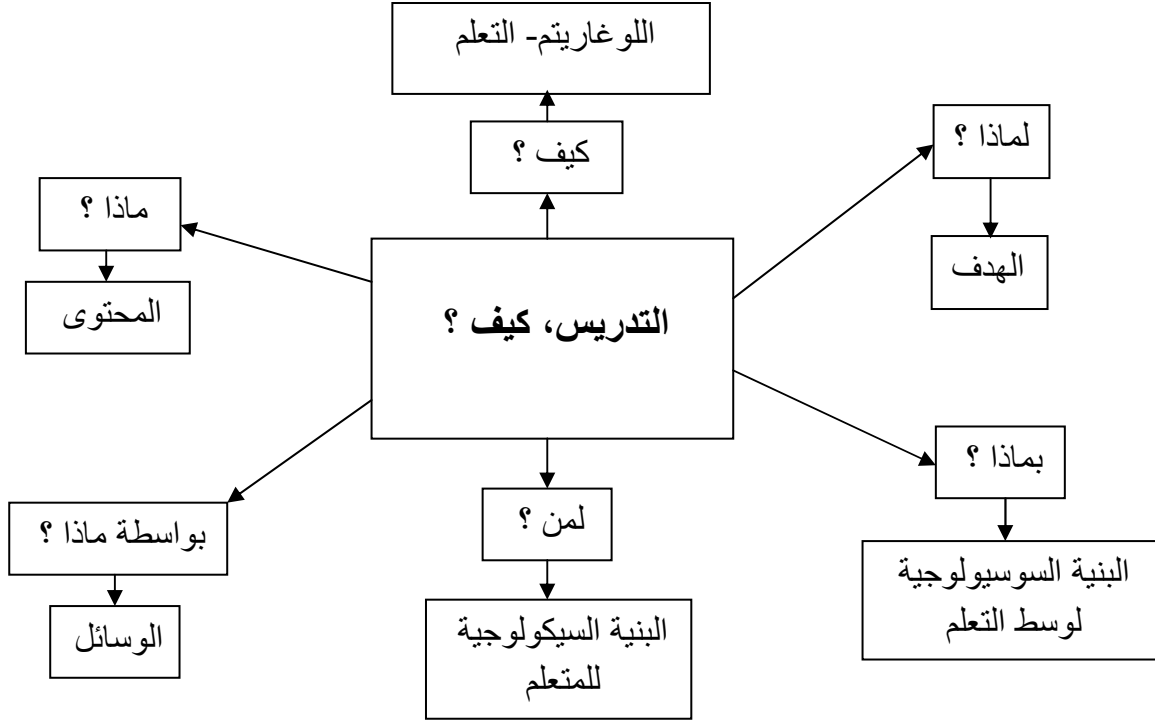 اللوغاريتم- التعلم
كيف ؟
لماذا ؟
الهدف
ماذا ؟
المحتوى
التدريس، كيف ؟
بماذا ؟
البنية السوسيولوجية
لوسط التعلم
لمن ؟
البنية السيكولوجية
للمتعلم
بواسطة ماذا ؟
الوسائل